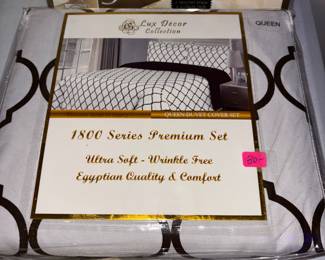 Lux Decor
Collection
QUEEN
QUEEN DUVET COVER SET
1800 Series Premium Set
Ultra Soft - Wrinkle Free
Egyptian Quality & Comfort
20-